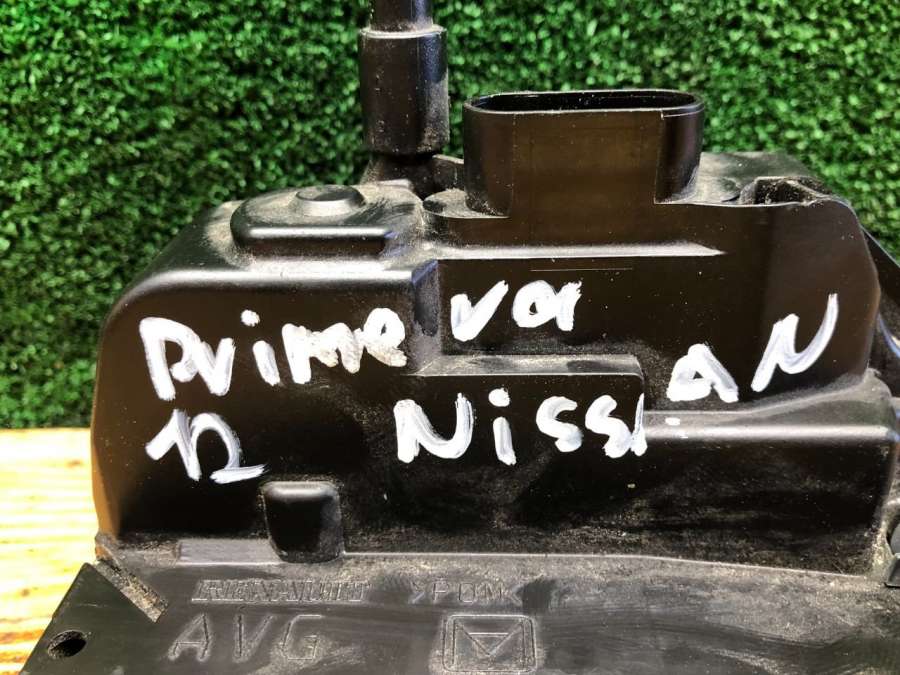 Primera
12 NissAN
RENAULT >POM<
AVG